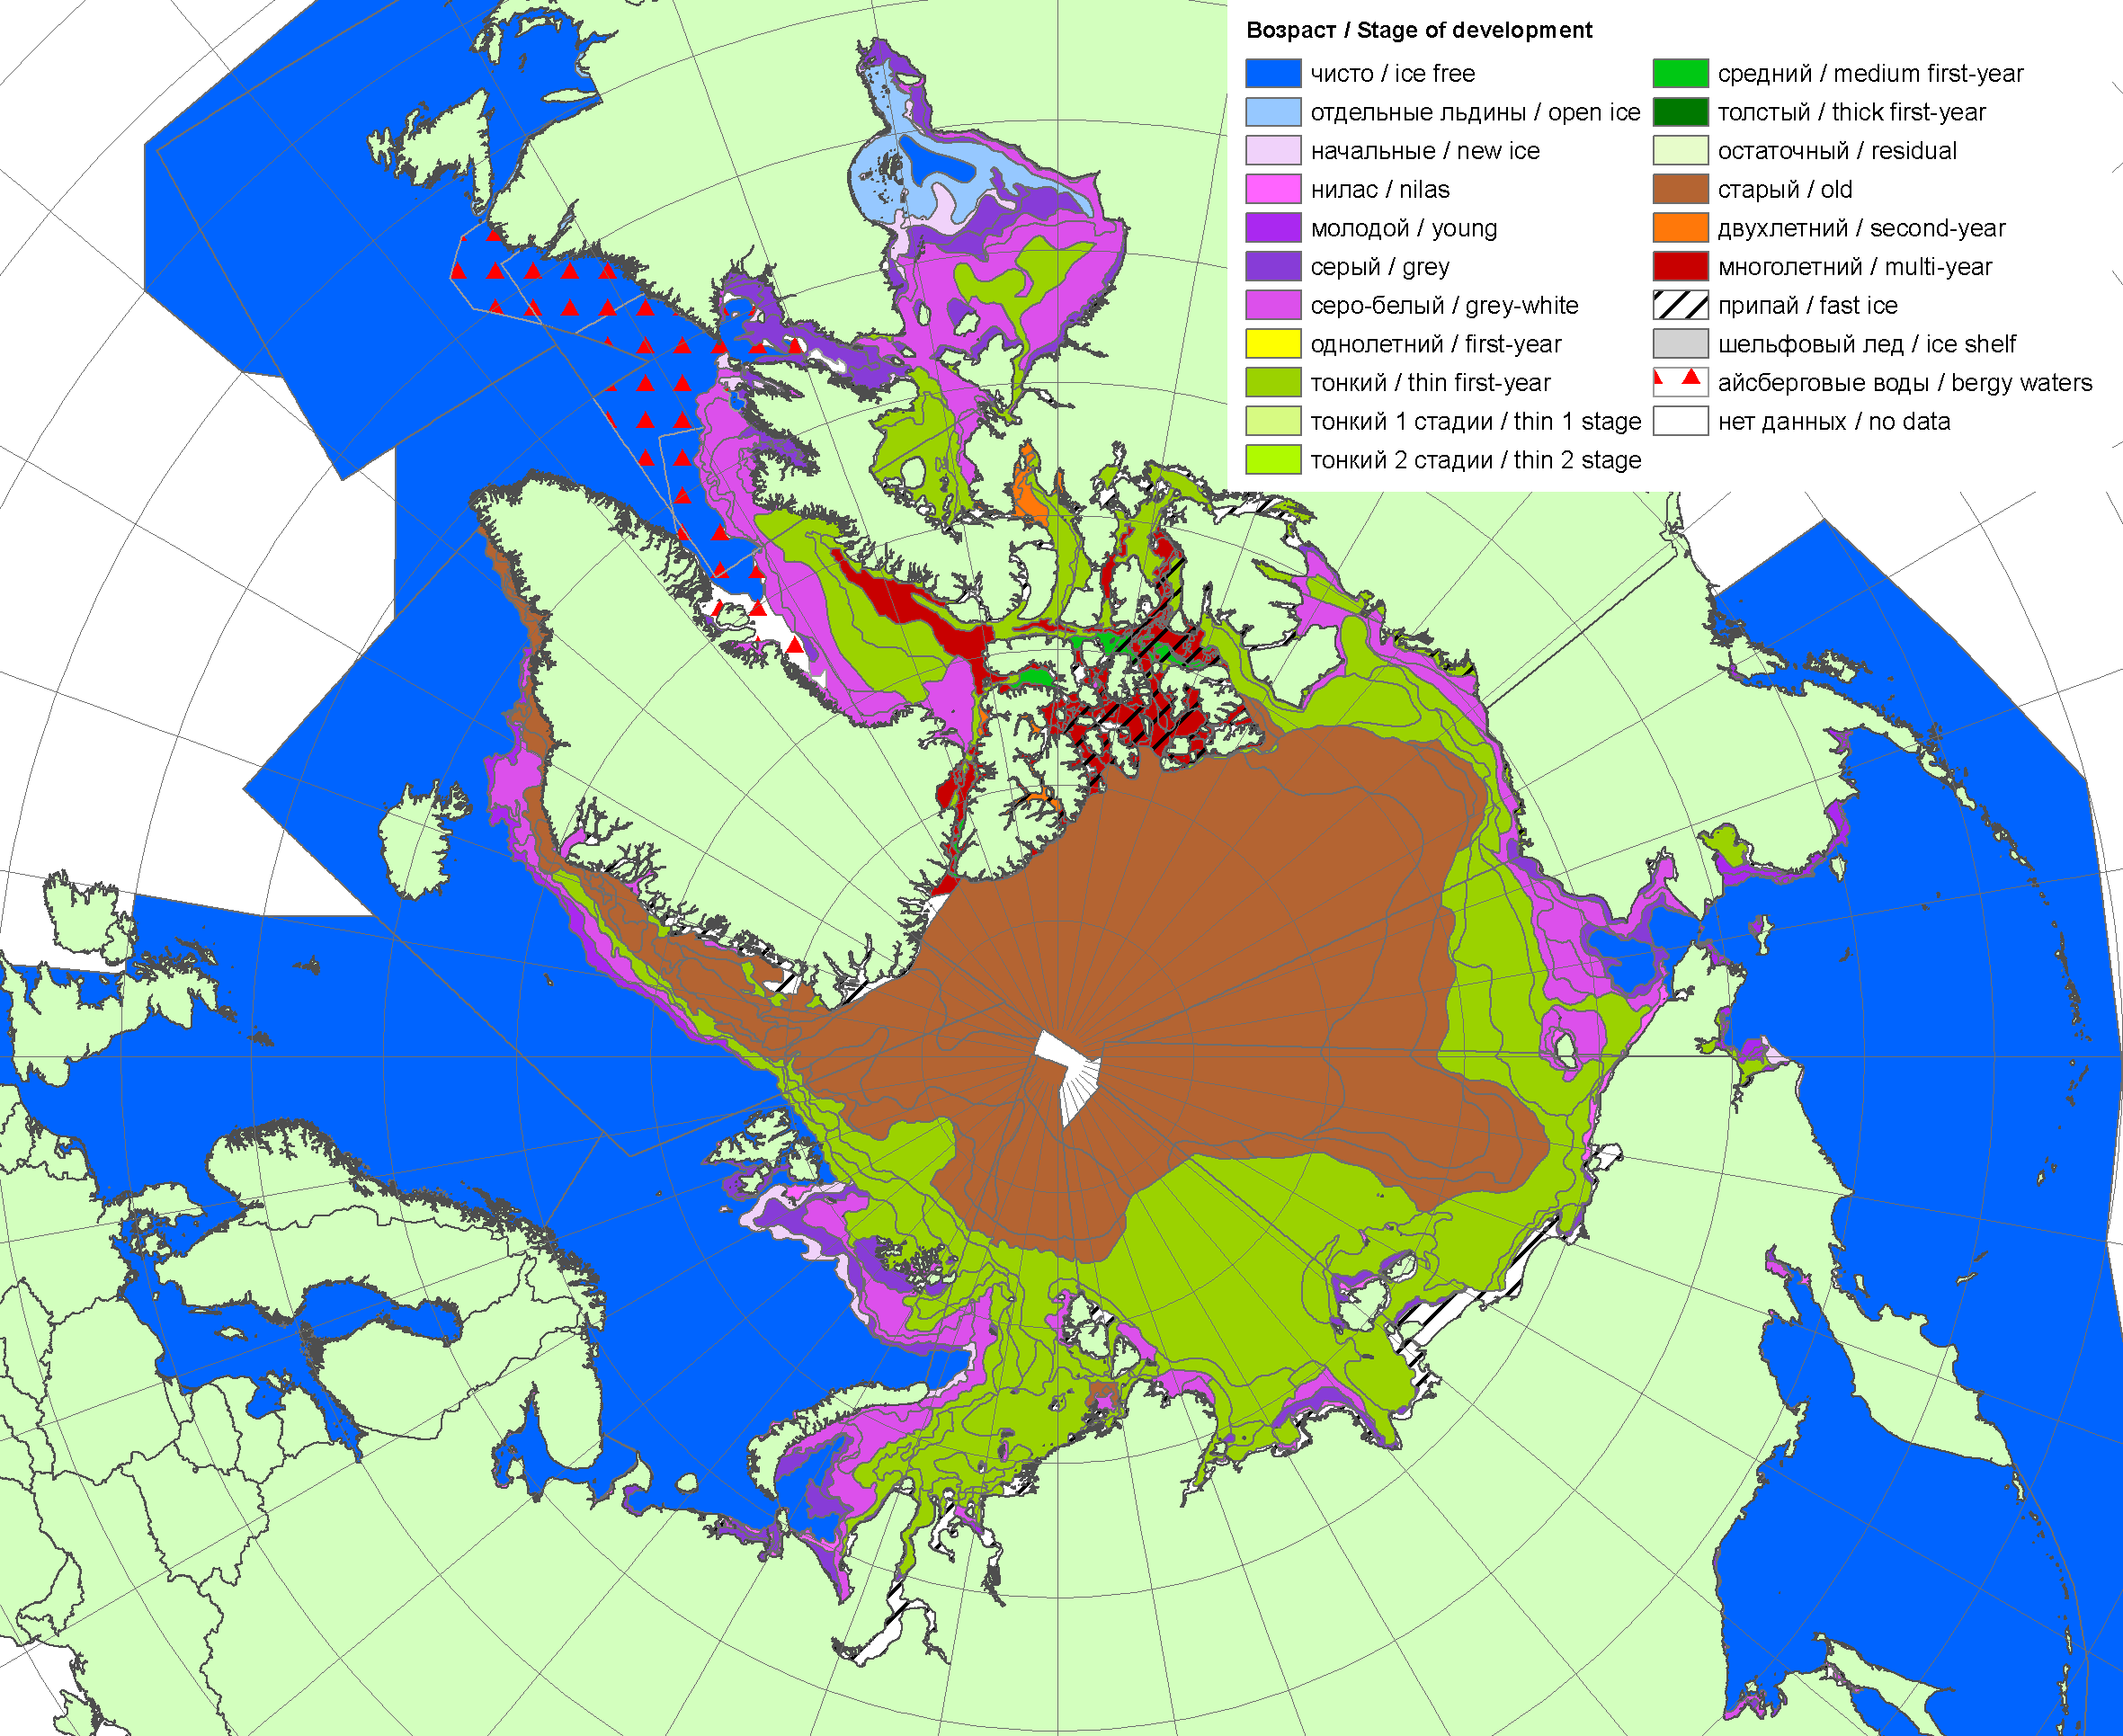 Возраст / Stage of development
чисто / ice free
отдельные льдины / open ice
начальные / new ice
нилас / nilas
молодой / young
серый / grey
серо-белый / grey-white
однолетний / first-year
тонкий / thin first-year
тонкий 1 стадии / thin 1 stage
тонкий 2 стадии / thin 2 stage
средний / medium first-year
толстый / thick first-year
остаточный / residual
старый / old
двухлетний / second-year
многолетний / multi-year
припай / fast ice
шельфовый лед / ice shelf
айсберговые воды / bergy waters
нет данных / no data